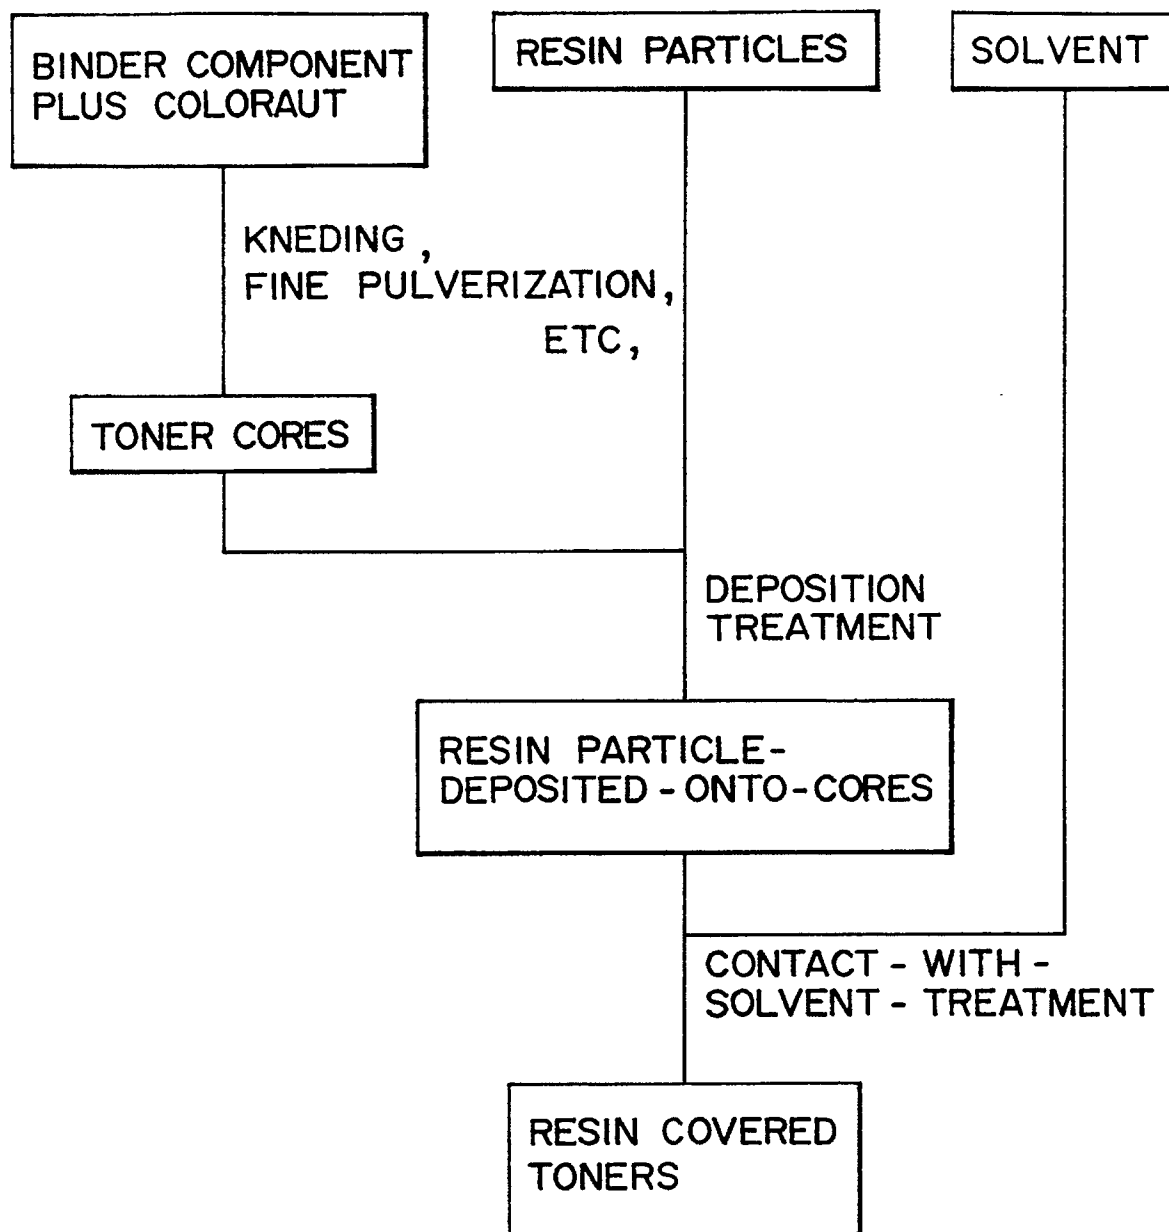 BINDER COMPONENT
PLUS COLORAUT
RESIN PARTICLES
SOLVENT
KNEDING,
FINE PULVERIZATION,
ETC,
TONER CORES
DEPOSITION
TREATMENT
RESIN PARTICLE-
DEPOSITED-ONTO-CORES
CONTACT-WITH-
SOLVENT-TREATMENT
RESIN COVERED
TONERS